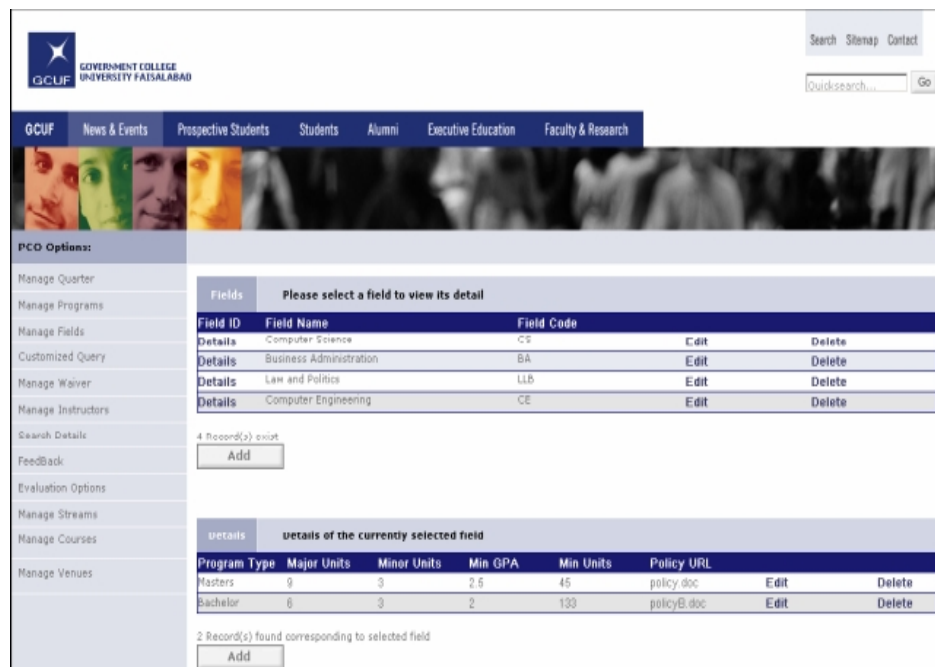 Search Sitemap Contact
GCUF
GOVERNMENT COLLEGE
UNIVERSITY FAISALABAD
Quicksearch... Go
GCUF News & Events Prospective Students Students Alumni Executive Education Faculty & Research
PCO Options:
Manage Quarter
Manage Programs
Manage Fields
Customized Query
Manage Waiver
Manage Instructors
Search Details
FeedBack
Evaluation Options
Manage Streams
Manage Courses
Manage Venues
Fields Please select a field to view its detail
Field ID Field Name Field Code
Details Computer Science CS Edit Delete
Details Business Administration BA Edit Delete
Details Law and Politics LLB Edit Delete
Details Computer Engineering CE Edit Delete
4 Record(s) exist
Add
Details Details of the currently selected field
Program Type Major Units Minor Units Min GPA Min Units Policy URL
Masters 9 3 2.5 45 policy.doc Edit Delete
Bachelor 6 3 2 133 policyB.doc Edit Delete
2 Record(s) found corresponding to selected field
Add